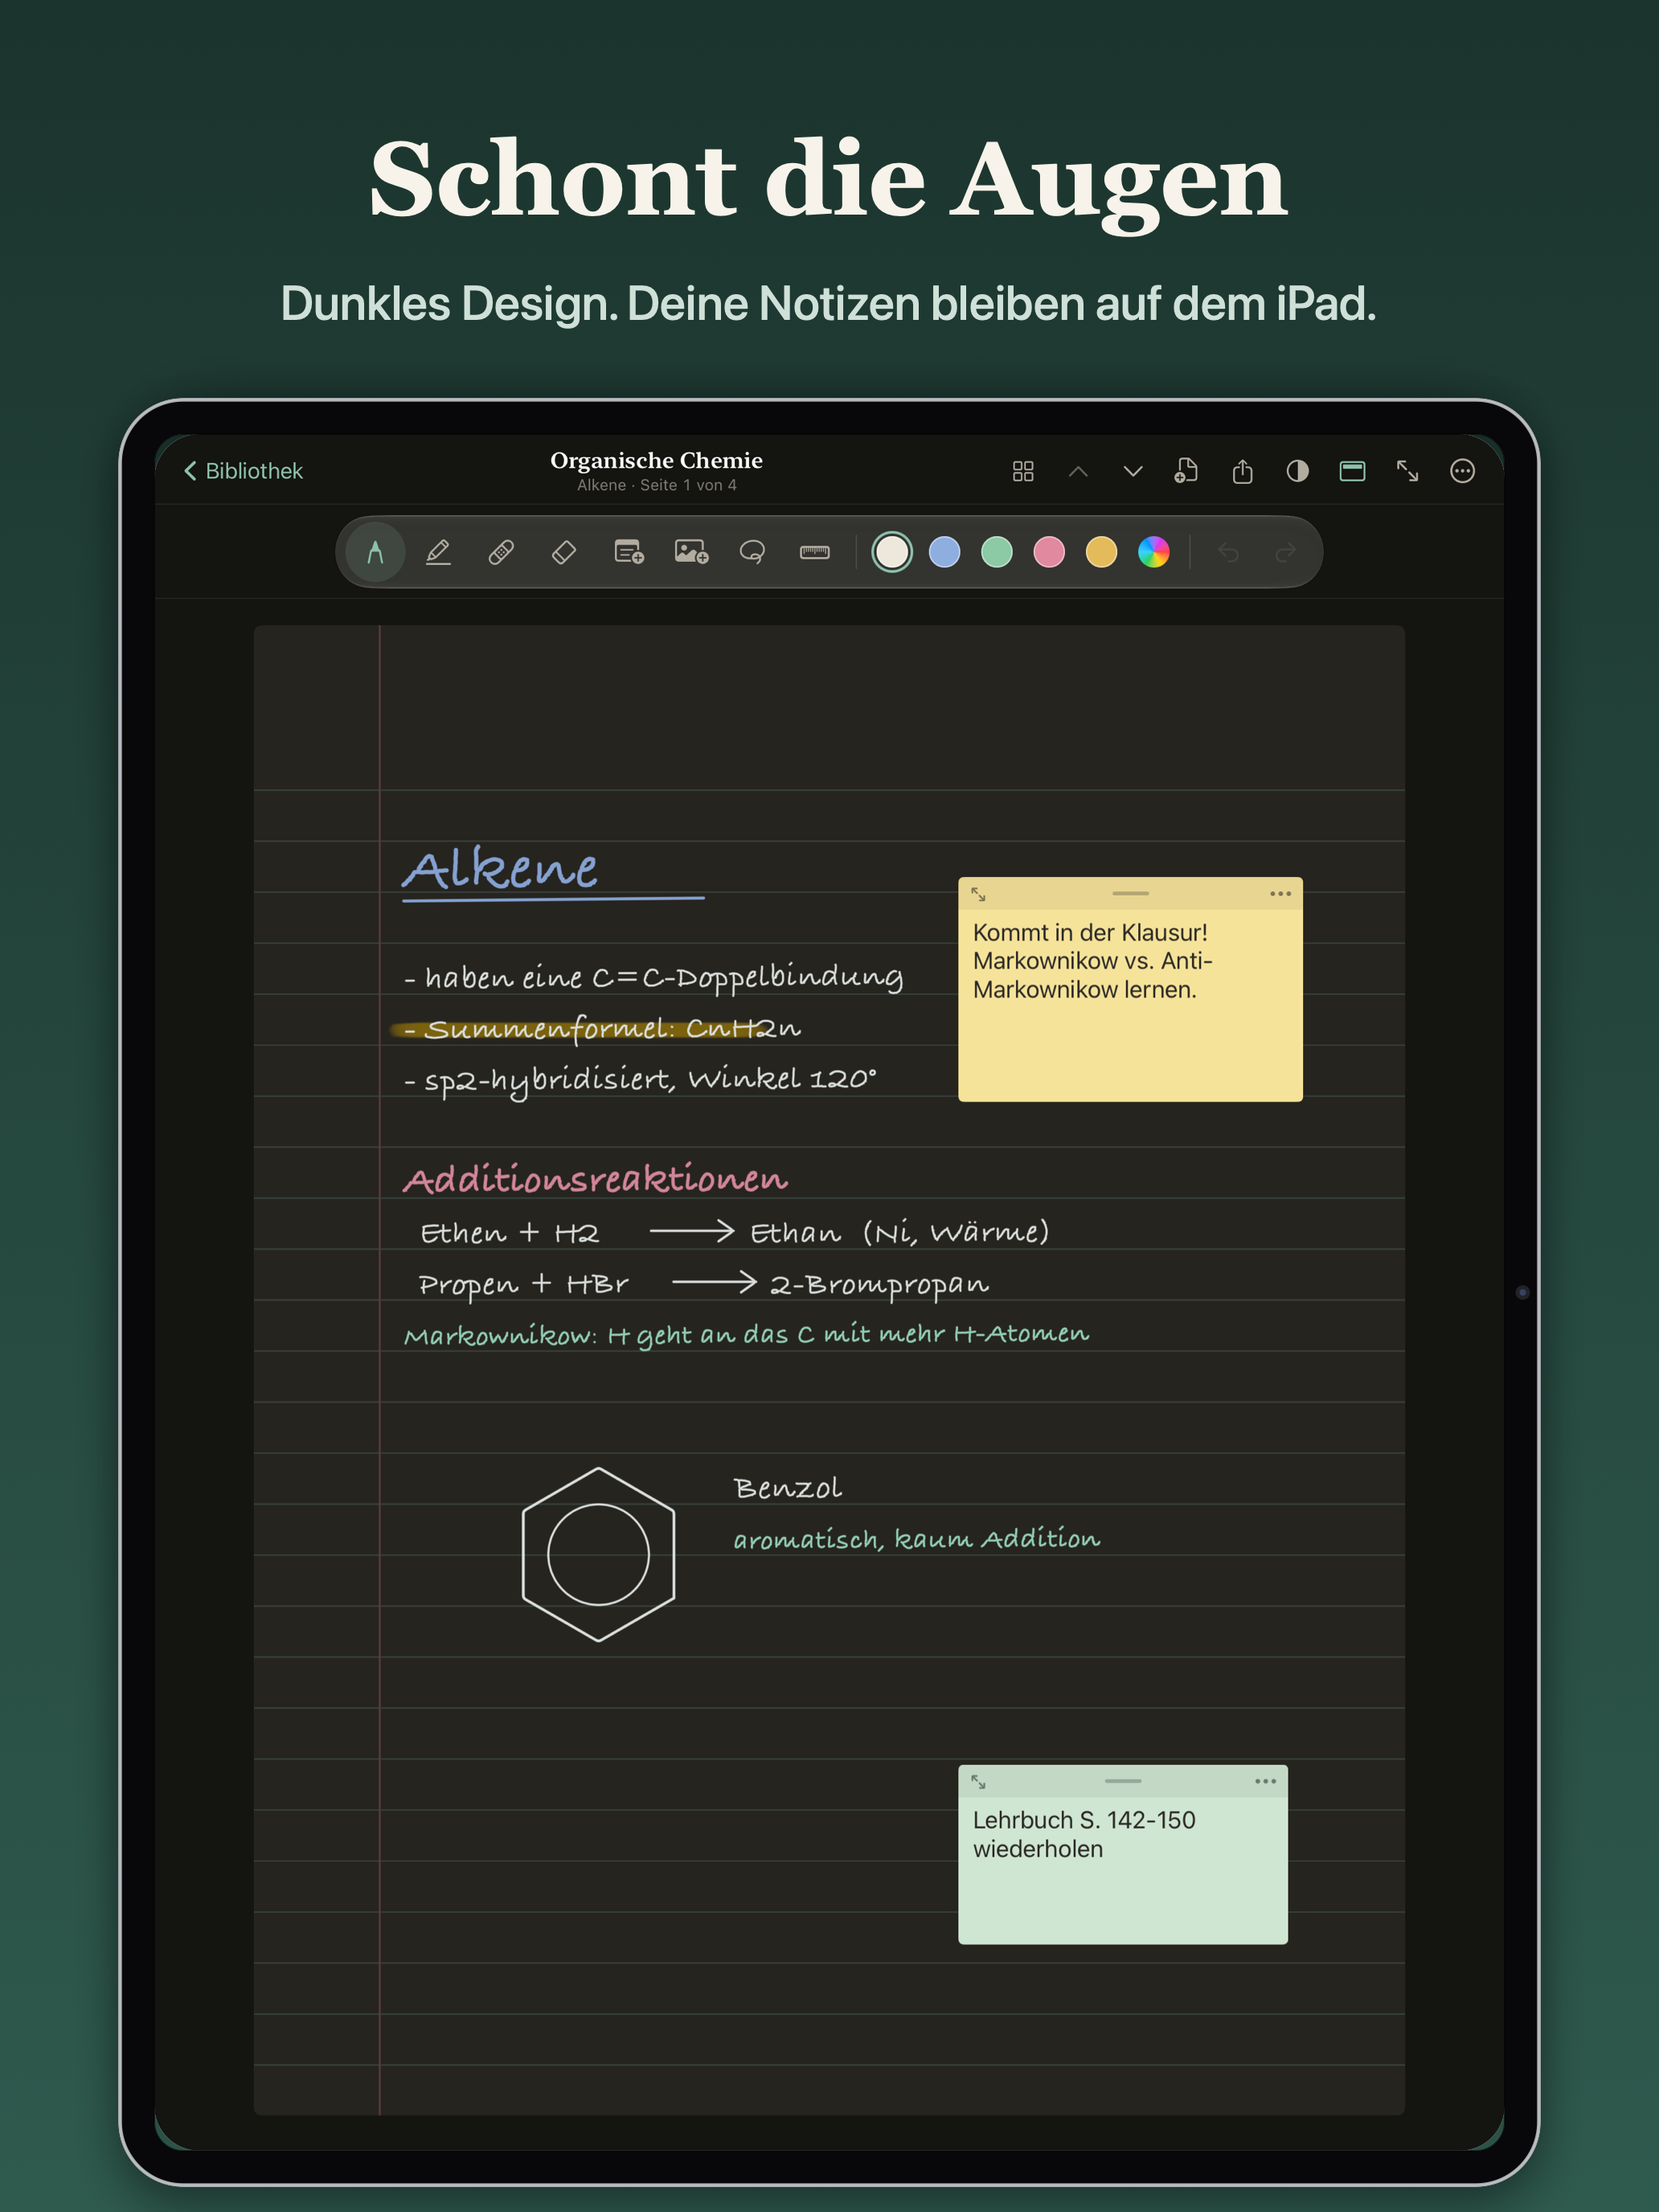 Schont die Augen
Dunkles Design. Deine Notizen bleiben auf dem iPad.
Bibliothek
Organische Chemie
Alkene · Seite 1 von 4
Alkene
- haben eine C=C-Doppelbindung
- Summenformel: CnH2n
- sp2-hybridisiert, Winkel 120°
Kommt in der Klausur!
Markownikow vs. Anti-
Markownikow lernen.
Additionsreaktionen
Ethen + H2 → Ethan (Ni, Wärme)
Propen + HBr → 2-Brompropan
Markownikow: H geht an das C mit mehr H-Atomen
Benzol
aromatisch, kaum Addition
Lehrbuch S. 142-150
wiederholen